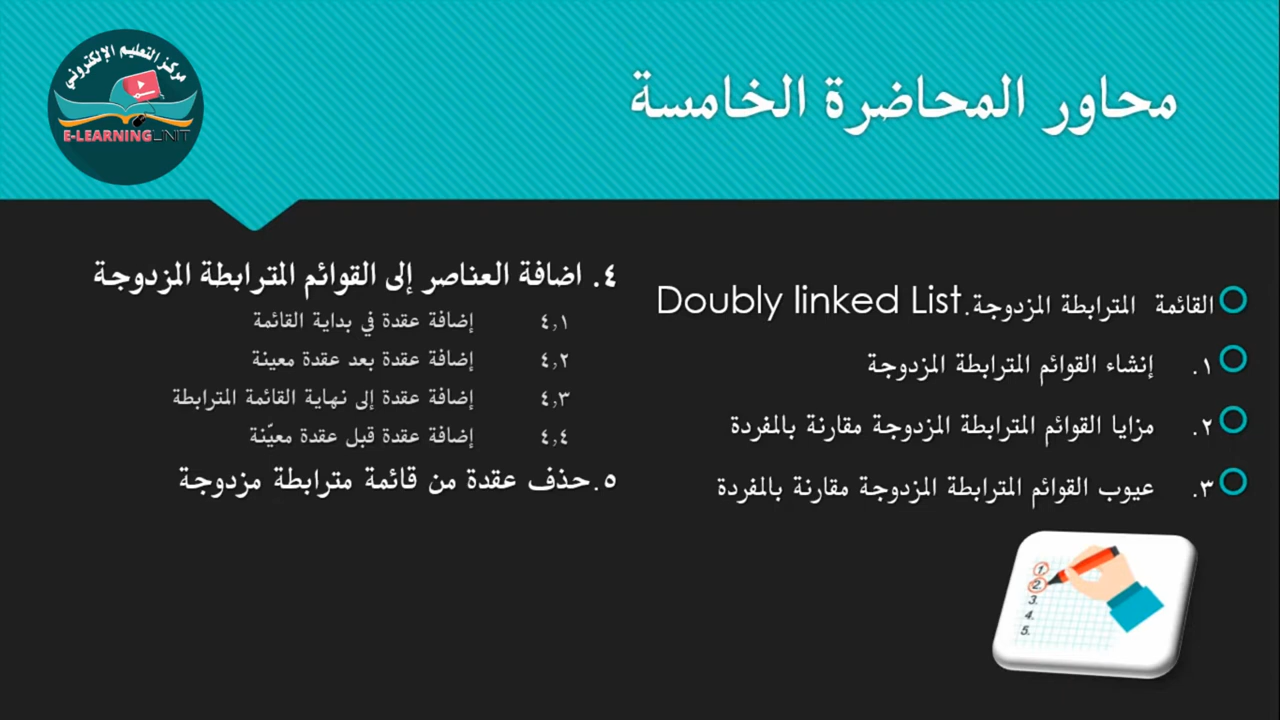 مركز التعليم الإلكتروني
E-LEARNING UNIT
محاور المحاضرة الخامسة
القائمة المترابطة المزدوجة.Doubly linked List
١. إنشاء القوائم المترابطة المزدوجة
٢. مزايا القوائم المترابطة المزدوجة مقارنة بالمفردة
٣. عيوب القوائم المترابطة المزدوجة مقارنة بالمفردة
٤. اضافة العناصر إلى القوائم المترابطة المزدوجة
٤,١ إضافة عقدة في بداية القائمة
٤,٢ إضافة عقدة بعد عقدة معينة
٤,٣ إضافة عقدة إلى نهاية القائمة المترابطة
٤,٤ إضافة عقدة قبل عقدة معيّنة
٥.حذف عقدة من قائمة مترابطة مزدوجة
1.
2.
3.
4.
5.